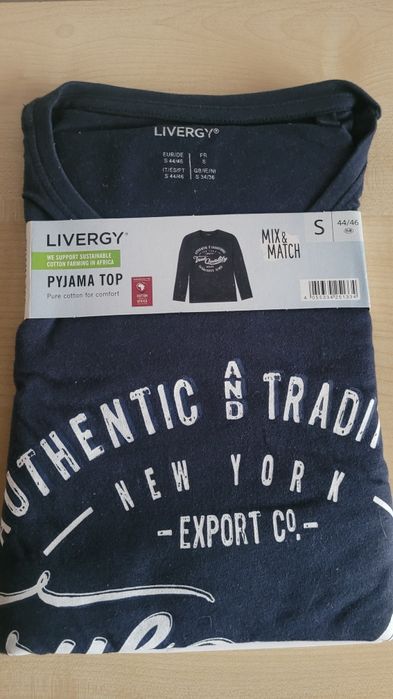 LIVERGY®
EUR/DE
S 44/46
FR
S
IT/ES/PT
S 44/46
GB/IE/NI
S 34/36
LIVERGY®
WE SUPPORT SUSTAINABLE
COTTON FARMING IN AFRICA
PYJAMA TOP
Pure cotton for comfort
MIX&
MATCH
S
44/46
AUTHENTIC AND TRADI
NEW YORK
-EXPORT CO.-